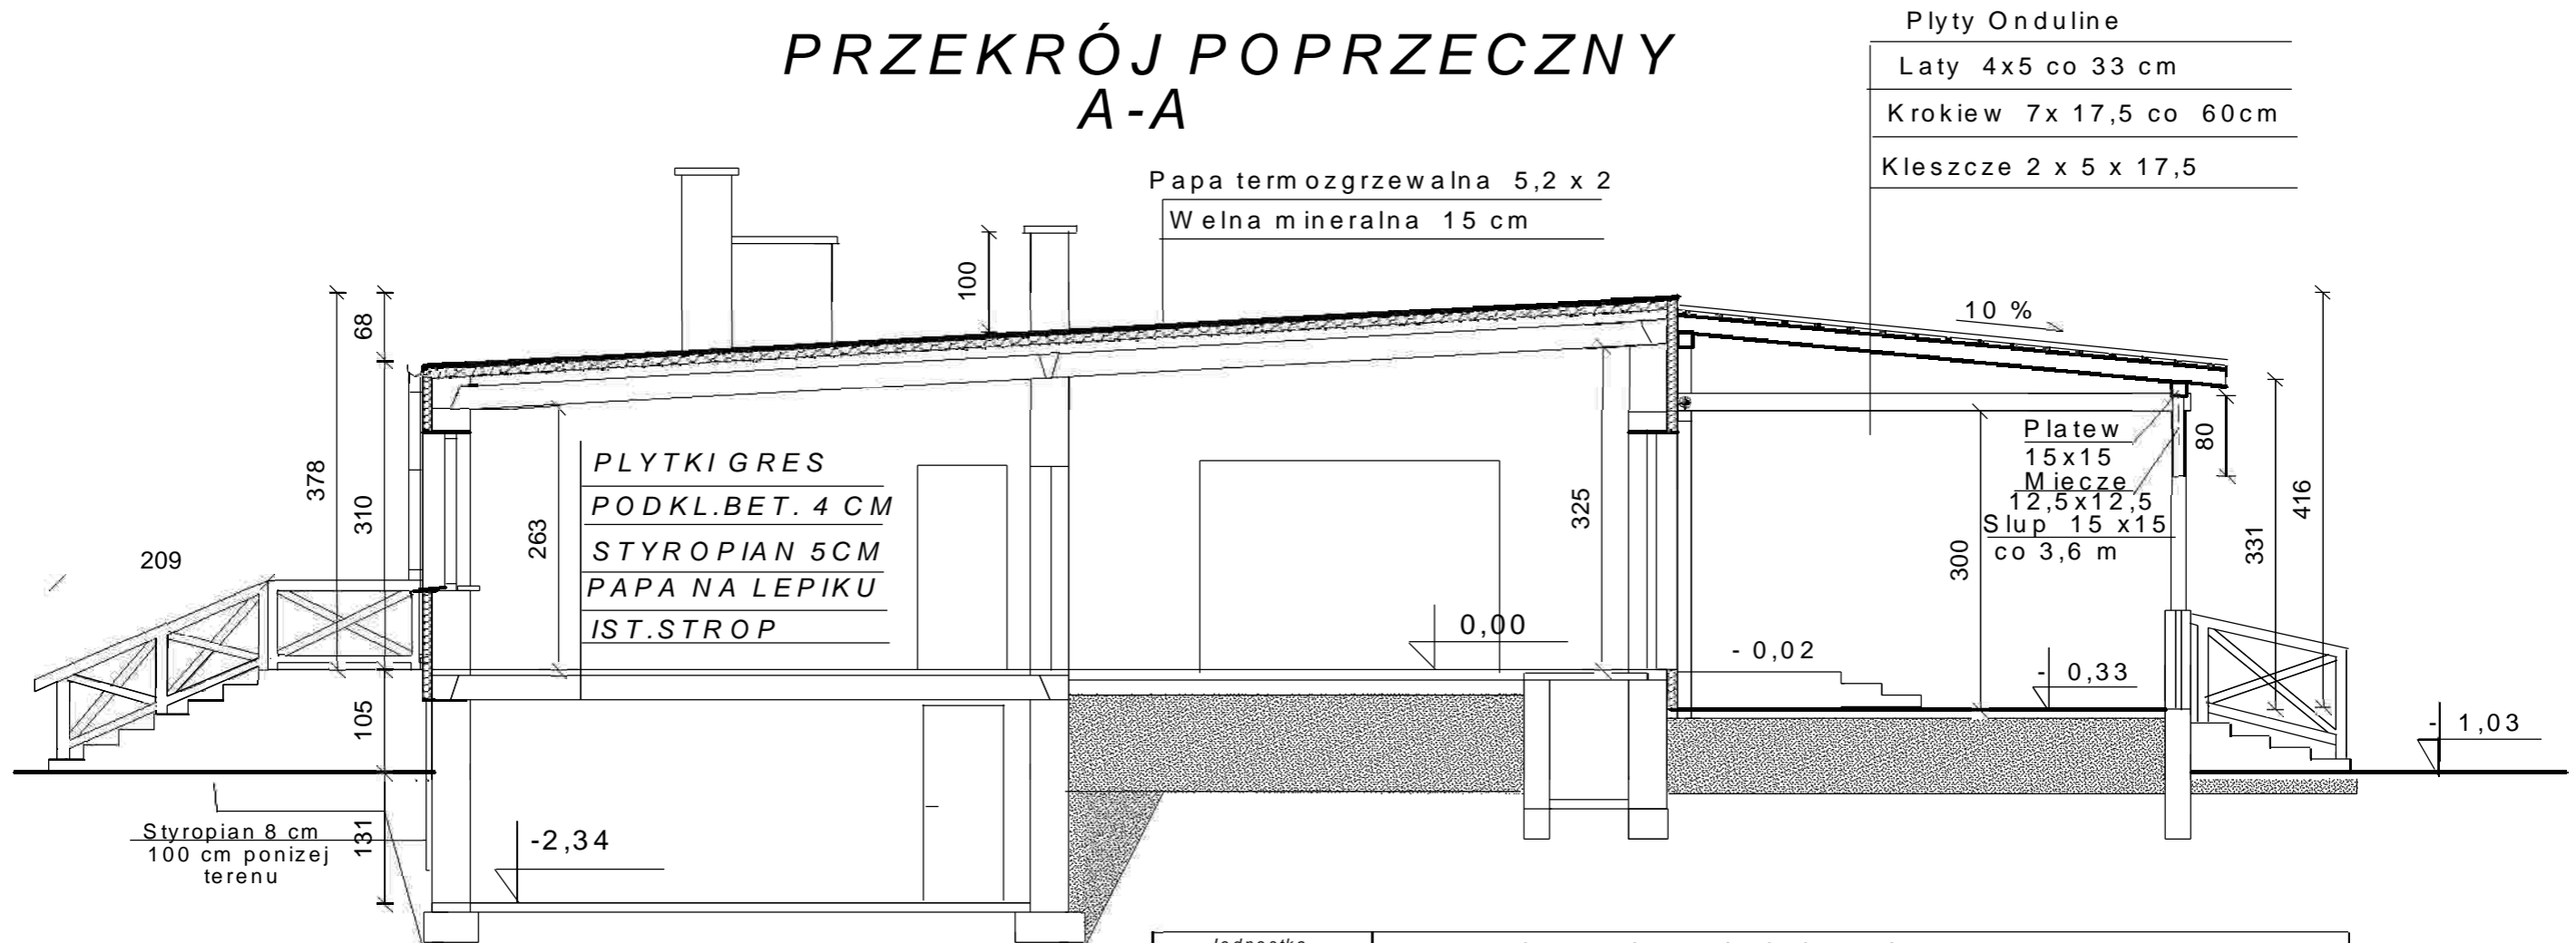 PRZEKRÓJ POPRZECZNY
A-A
Plyty Onduline
Laty 4x5 co 33 cm
Krokiew 7x 17,5 co 60cm
Kleszcze 2 x 5 x 17,5
Papa termozgrzewalna 5,2 x 2
Welna mineralna 15 cm
100
68
10 %
378
310
263
325
PLYTKI GRES
PODKL.BET. 4 CM
STYROPIAN 5CM
PAPA NA LEPIKU
IST.STROP
Platew
15x15
Miecze
12,5x12,5
Slup 15 x15
co 3,6 m
80
300
331
416
209
0,00
- 0,02
- 0,33
- 1,03
105
131
-2,34
Styropian 8 cm
100 cm ponizej
terenu